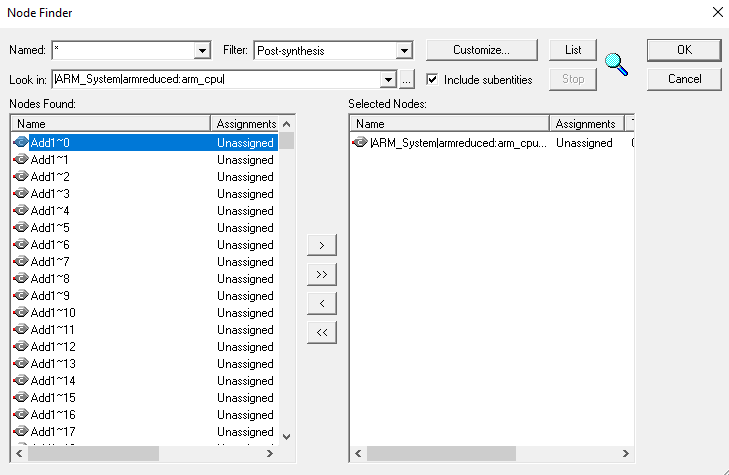 Node Finder
Named: * Filter: Post-synthesis Customize... List OK
Look in: |ARM_System|armreduced:arm_cpu| ... Include subentities Stop Cancel
Nodes Found: Selected Nodes:
Name Assignments Name Assignments
Add1~0 Unassigned |ARM_System|armreduced:arm_cpu... Unassigned
Add1~1 Unassigned
Add1~2 Unassigned
Add1~3 Unassigned
Add1~4 Unassigned
Add1~5 Unassigned
Add1~6 Unassigned
>
Add1~7 Unassigned
Add1~8 Unassigned
>>
Add1~9 Unassigned
<
Add1~10 Unassigned
Add1~11 Unassigned
<<
Add1~12 Unassigned
Add1~13 Unassigned
Add1~14 Unassigned
Add1~15 Unassigned
Add1~16 Unassigned
Add1~17 Unassigned